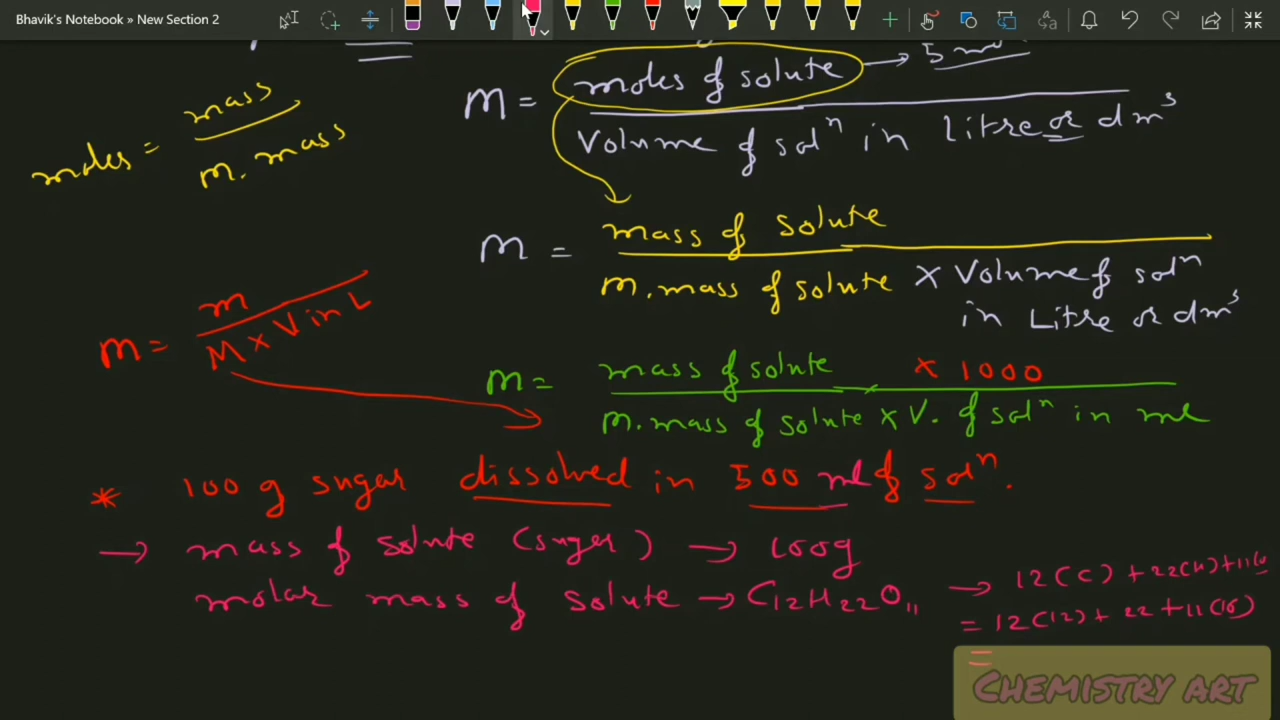 Bhavik's Notebook » New Section 2
moles of solute → 5 mol
M =
Volume of solⁿ in litre or dm³
moles = mass
m. mass
M = mass of solute
m. mass of solute × Volume of solⁿ
in Litre or dm³
M = m
M × V in L
M = mass of solute × 1000
m. mass of solute × V. of solⁿ in ml
* 100 g sugar dissolved in 500 ml of solⁿ.
→ mass of solute (suger) → 100g
molar mass of solute → C₁₂H₂₂O₁₁ → 12(C) + 22(H) + 11(O
= 12(12) + 22 + 11(16)
=
CHEMISTRY ART